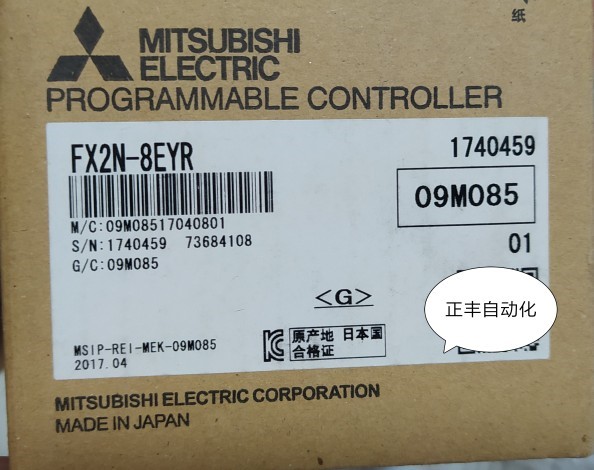 纸
MITSUBISHI
ELECTRIC
PROGRAMMABLE CONTROLLER
FX2N-8EYR
1740459
09M085
M/C:09M08517040801
S/N:1740459 73684108
G/C:09M085
01
<G>
正丰自动化
原产地 日本国
合格证
MSIP-REI-MEK-09M085
2017.04
MITSUBISHI ELECTRIC CORPORATION
MADE IN JAPAN